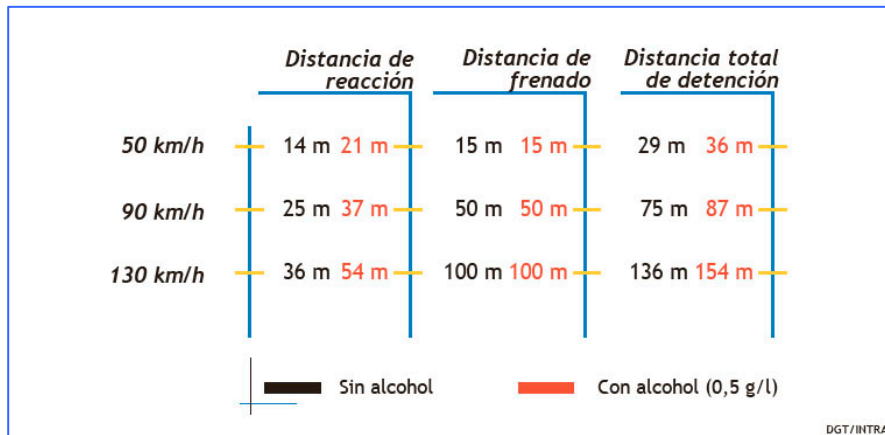 Distancia de reacción
Distancia de frenado
Distancia total de detención
50 km/h 14 m 21 m 15 m 15 m 29 m 36 m
90 km/h 25 m 37 m 50 m 50 m 75 m 87 m
130 km/h 36 m 54 m 100 m 100 m 136 m 154 m
Sin alcohol Con alcohol (0,5 g/l)
DGT/INTRA